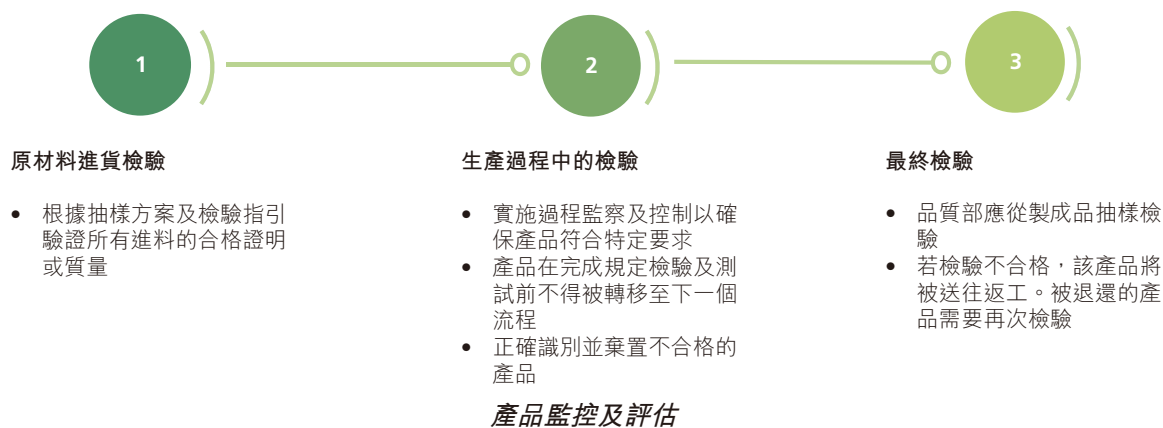 1
2
3
原材料進貨檢驗
• 根據抽樣方案及檢驗指引
驗證所有進料的合格證明
或質量
生產過程中的檢驗
• 實施過程監察及控制以確
保產品符合特定要求
• 產品在完成規定檢驗及測
試前不得被轉移至下一個
流程
• 正確識別並棄置不合格的
產品
最終檢驗
• 品質部應從製成品抽樣檢
驗
• 若檢驗不合格，該產品將
被送往返工。被退還的產
品需要再次檢驗
產品監控及評估